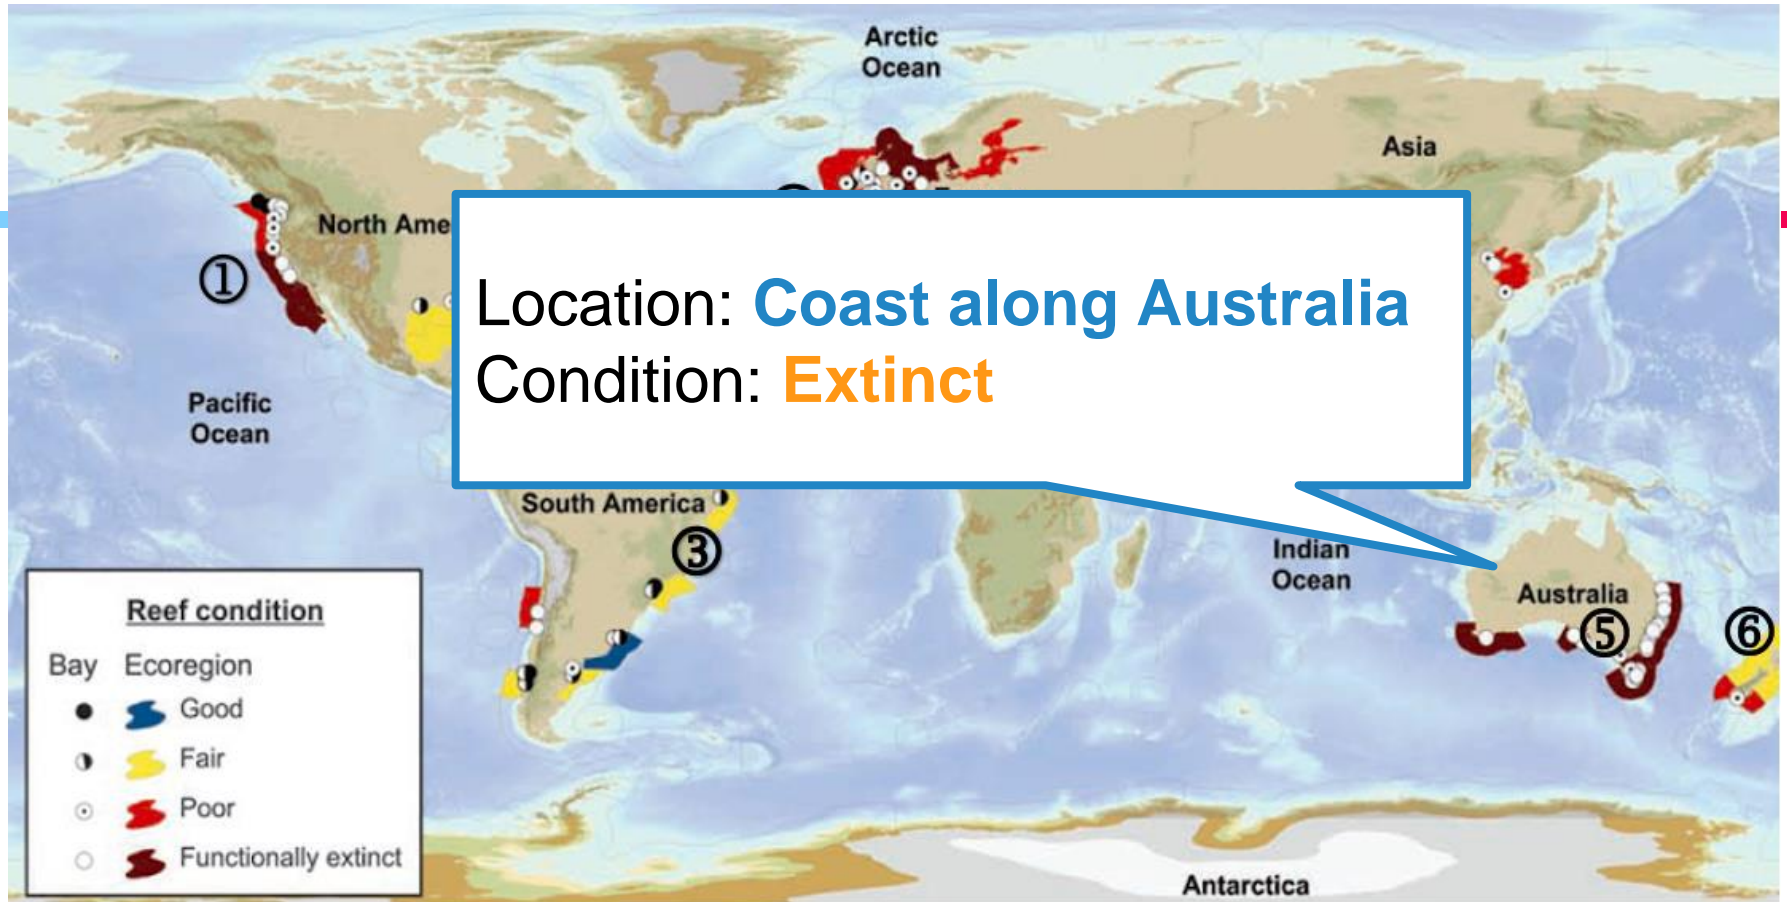 Arctic
Ocean
Asia
North Ame
①
Location: Coast along Australia
Condition: Extinct
Pacific
Ocean
South America
③
Indian
Ocean
Australia
⑤
⑥
Reef condition
Bay Ecoregion
Good
Fair
Poor
Functionally extinct
Antarctica